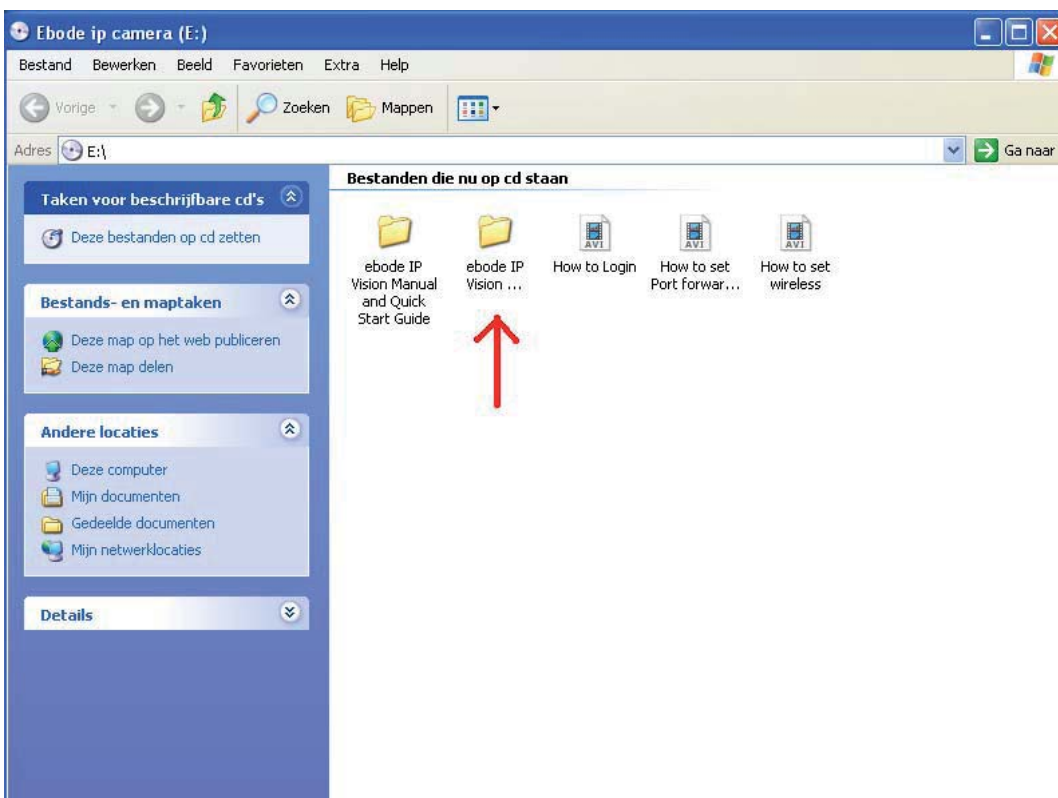 Ebode ip camera (E:)
Bestand Bewerken Beeld Favorieten Extra Help
Vorige Zoeken Mappen
Adres E:\ Ga naar
Taken voor beschrijfbare cd's
Deze bestanden op cd zetten
Bestands- en maptaken
Deze map op het web publiceren
Deze map delen
Andere locaties
Deze computer
Mijn documenten
Gedeelde documenten
Mijn netwerklocaties
Details
Bestanden die nu op cd staan
ebode IP
Vision Manual
and Quick
Start Guide
ebode IP
Vision ...
AVI
How to Login
AVI
How to set
Port forwar...
AVI
How to set
wireless